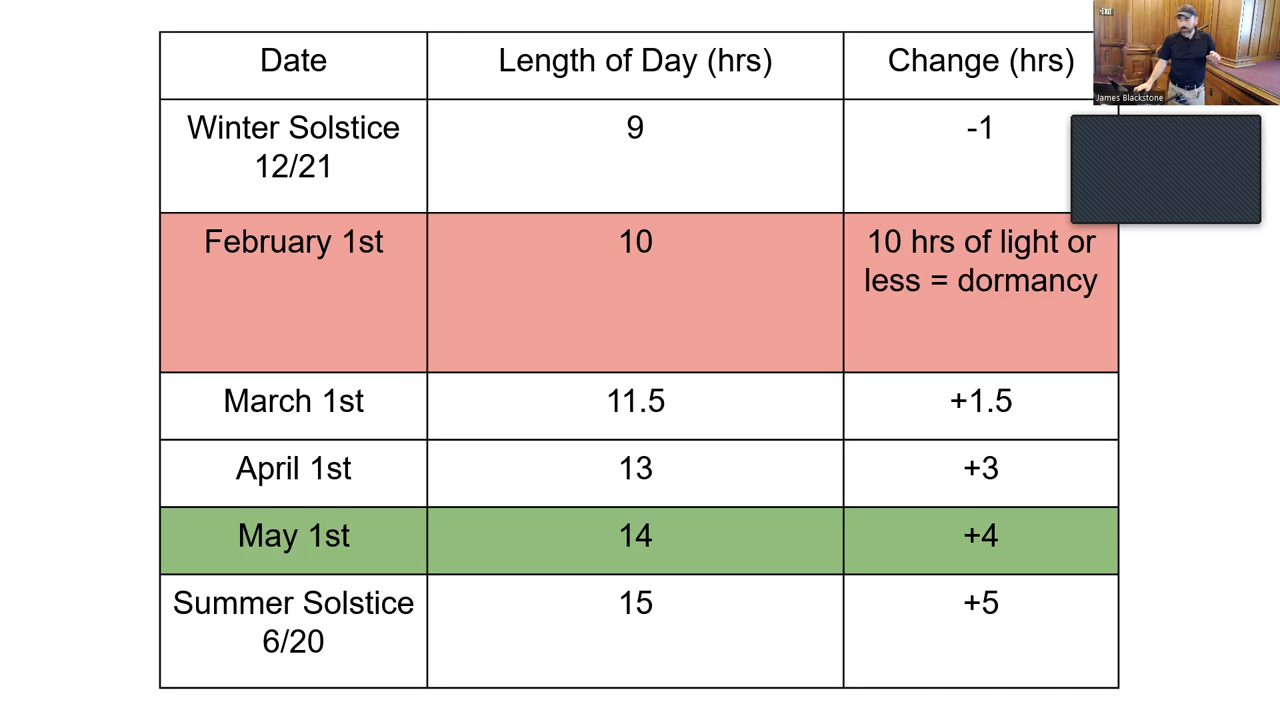 Date
Length of Day (hrs)
Change (hrs)
EXIT
James Blackstone
Winter Solstice
12/21
9
-1
February 1st
10
10 hrs of light or
less = dormancy
March 1st
11.5
+1.5
April 1st
13
+3
May 1st
14
+4
Summer Solstice
6/20
15
+5